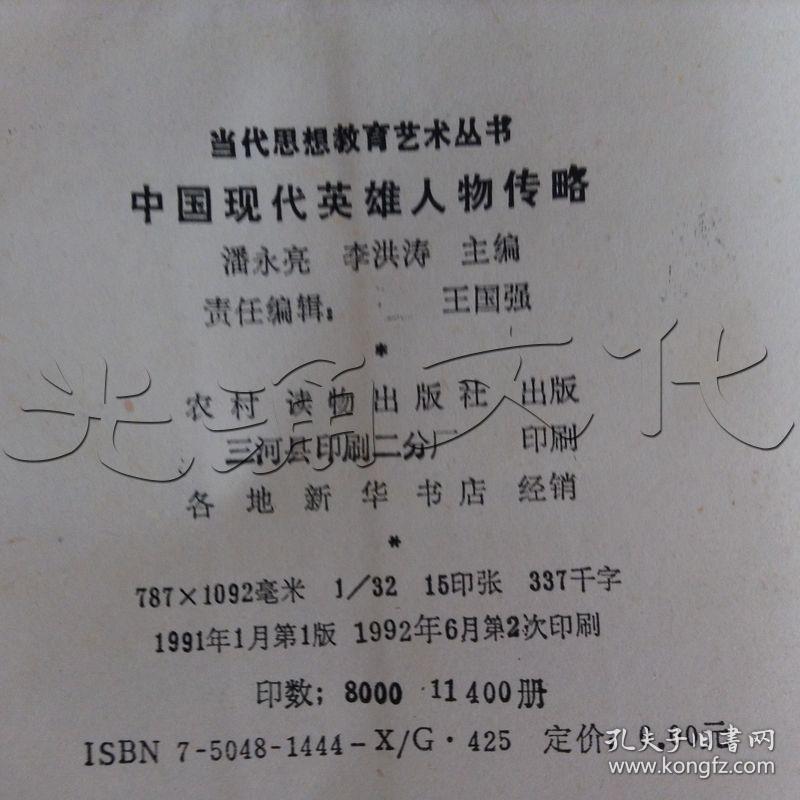 当代思想教育艺术丛书
中国现代英雄人物传略
潘永亮 李洪涛 主编
责任编辑: 王国强
*
农村读物出版社 出版
三河县印刷二分厂 印刷
各地新华书店 经销
*
787×1092毫米 1/32 15印张 337千字
1991年1月第1版 1992年6月第2次印刷
印数; 8000 11400册
ISBN 7-5048-1444-X/G·425 定价
孔夫子旧书网
www.kongfz.com